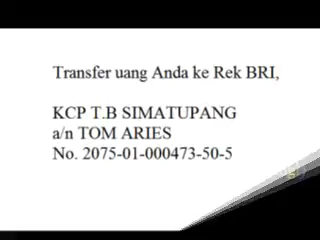 Transfer uang Anda ke Rek BRI,
KCP T.B SIMATUPANG
a/n TOM ARIES
No. 2075-01-000473-50-5